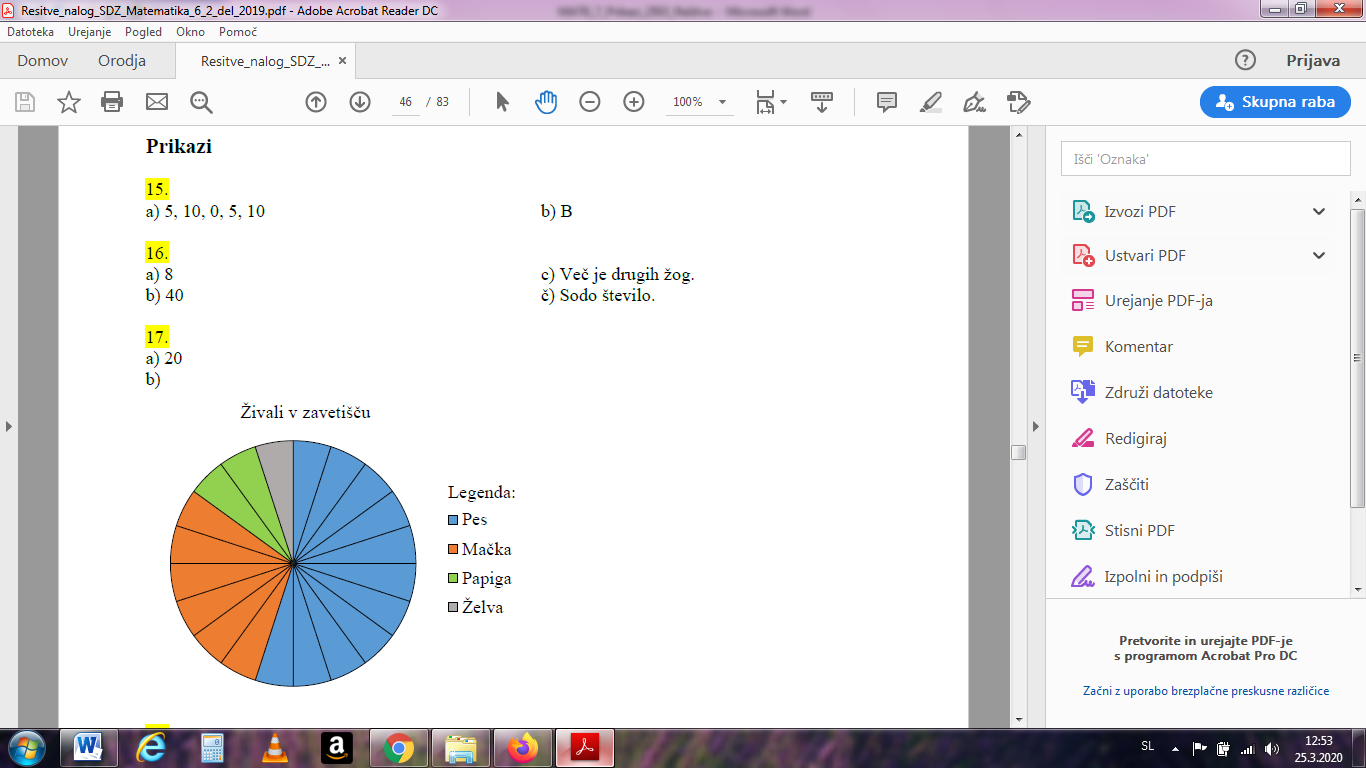 Resitve_nalog_SDZ_Matematika_6_2_del_2019.pdf - Adobe Acrobat Reader DC
Datoteka Urejanje Pogled Okno Pomoč
Domov Orodja Resitve_nalog_SDZ_... × Prijava
46 / 83 100% Skupna raba
Prikazi
15.
a) 5, 10, 0, 5, 10 b) B
16.
a) 8 c) Več je drugih žog.
b) 40 č) Sodo število.
17.
a) 20
b)
Živali v zavetišču
Legenda:
Pes
Mačka
Papiga
Želva
Išči 'Oznaka'
Izvozi PDF
Ustvari PDF
Urejanje PDF-ja
Komentar
Združi datoteke
Redigiraj
Zaščiti
Stisni PDF
Izpolni in podpiši
Pretvorite in urejajte PDF-je
s programom Acrobat Pro DC
Začni z uporabo brezplačne preskusne različice
SL 12:53
25.3.2020